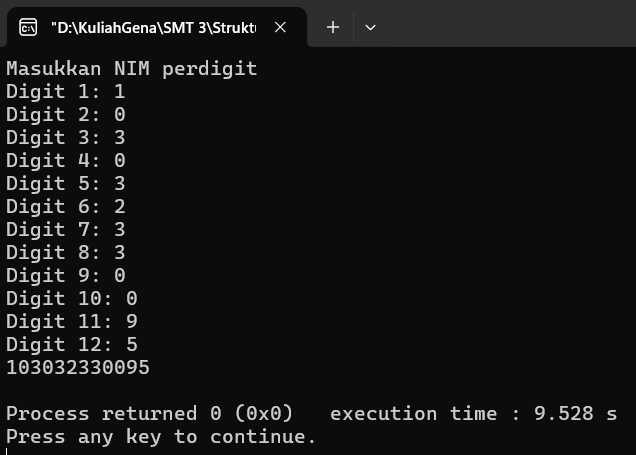 "D:\KuliahGena\SMT 3\Struktu
Masukkan NIM perdigit
Digit 1: 1
Digit 2: 0
Digit 3: 3
Digit 4: 0
Digit 5: 3
Digit 6: 2
Digit 7: 3
Digit 8: 3
Digit 9: 0
Digit 10: 0
Digit 11: 9
Digit 12: 5
103032330095
Process returned 0 (0x0)   execution time : 9.528 s
Press any key to continue.